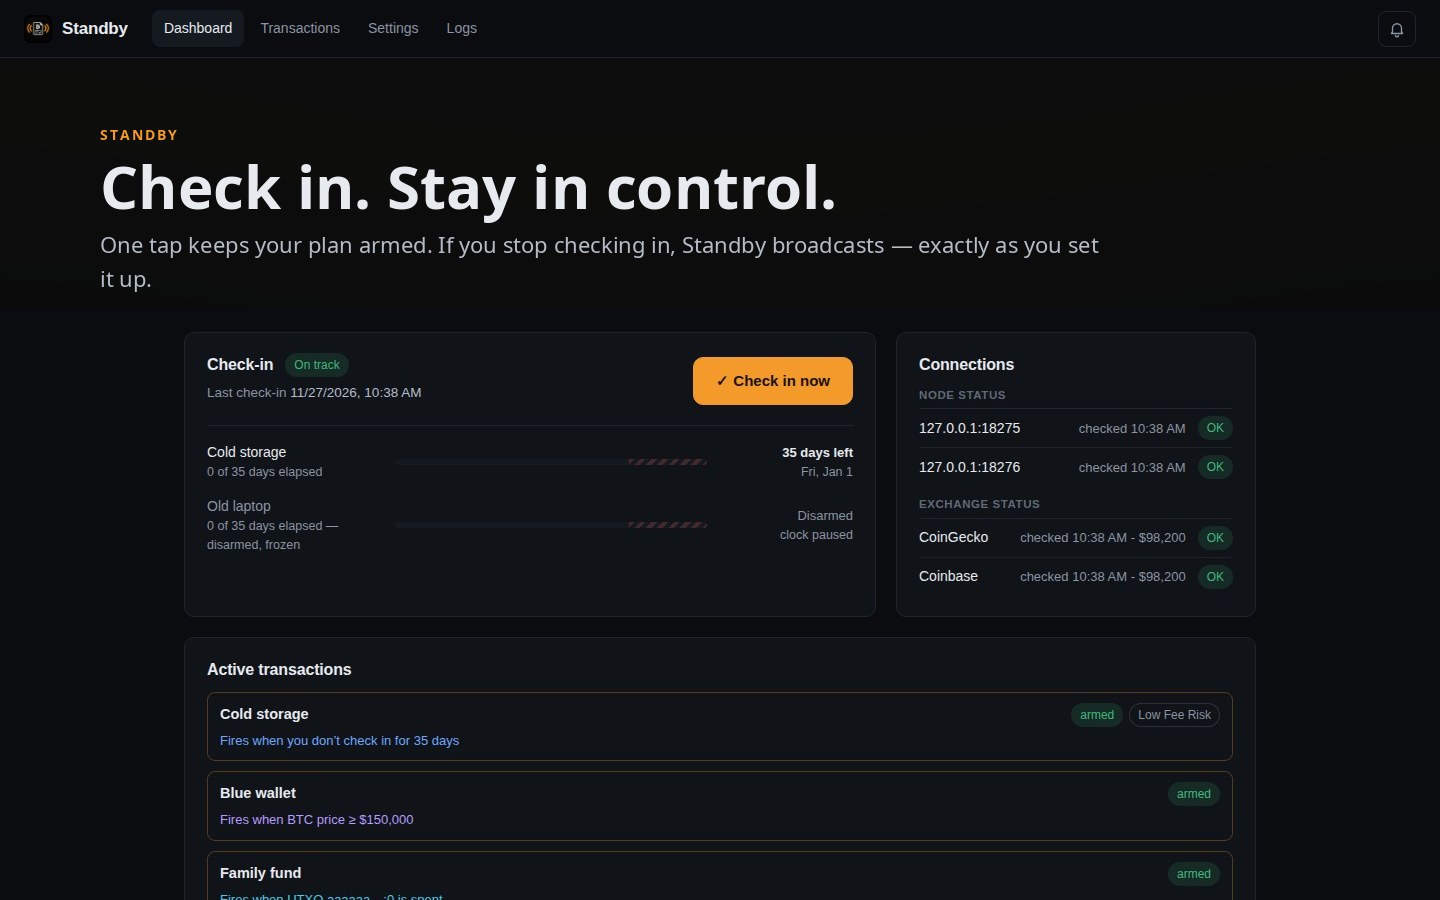 Standby
Dashboard
Transactions
Settings
Logs
STANDBY
Check in. Stay in control.
One tap keeps your plan armed. If you stop checking in, Standby broadcasts — exactly as you set
it up.
Check-in
On track
Last check-in 11/27/2026, 10:38 AM
✓ Check in now
Cold storage
0 of 35 days elapsed
35 days left
Fri, Jan 1
Old laptop
0 of 35 days elapsed —
disarmed, frozen
Disarmed
clock paused
Connections
NODE STATUS
127.0.0.1:18275 checked 10:38 AM OK
127.0.0.1:18276 checked 10:38 AM OK
EXCHANGE STATUS
CoinGecko checked 10:38 AM - $98,200 OK
Coinbase checked 10:38 AM - $98,200 OK
Active transactions
Cold storage
armed
Low Fee Risk
Fires when you don’t check in for 35 days
Blue wallet
armed
Fires when BTC price ≥ $150,000
Family fund
armed
Fires when UTXO aaaaaa…:0 is spent